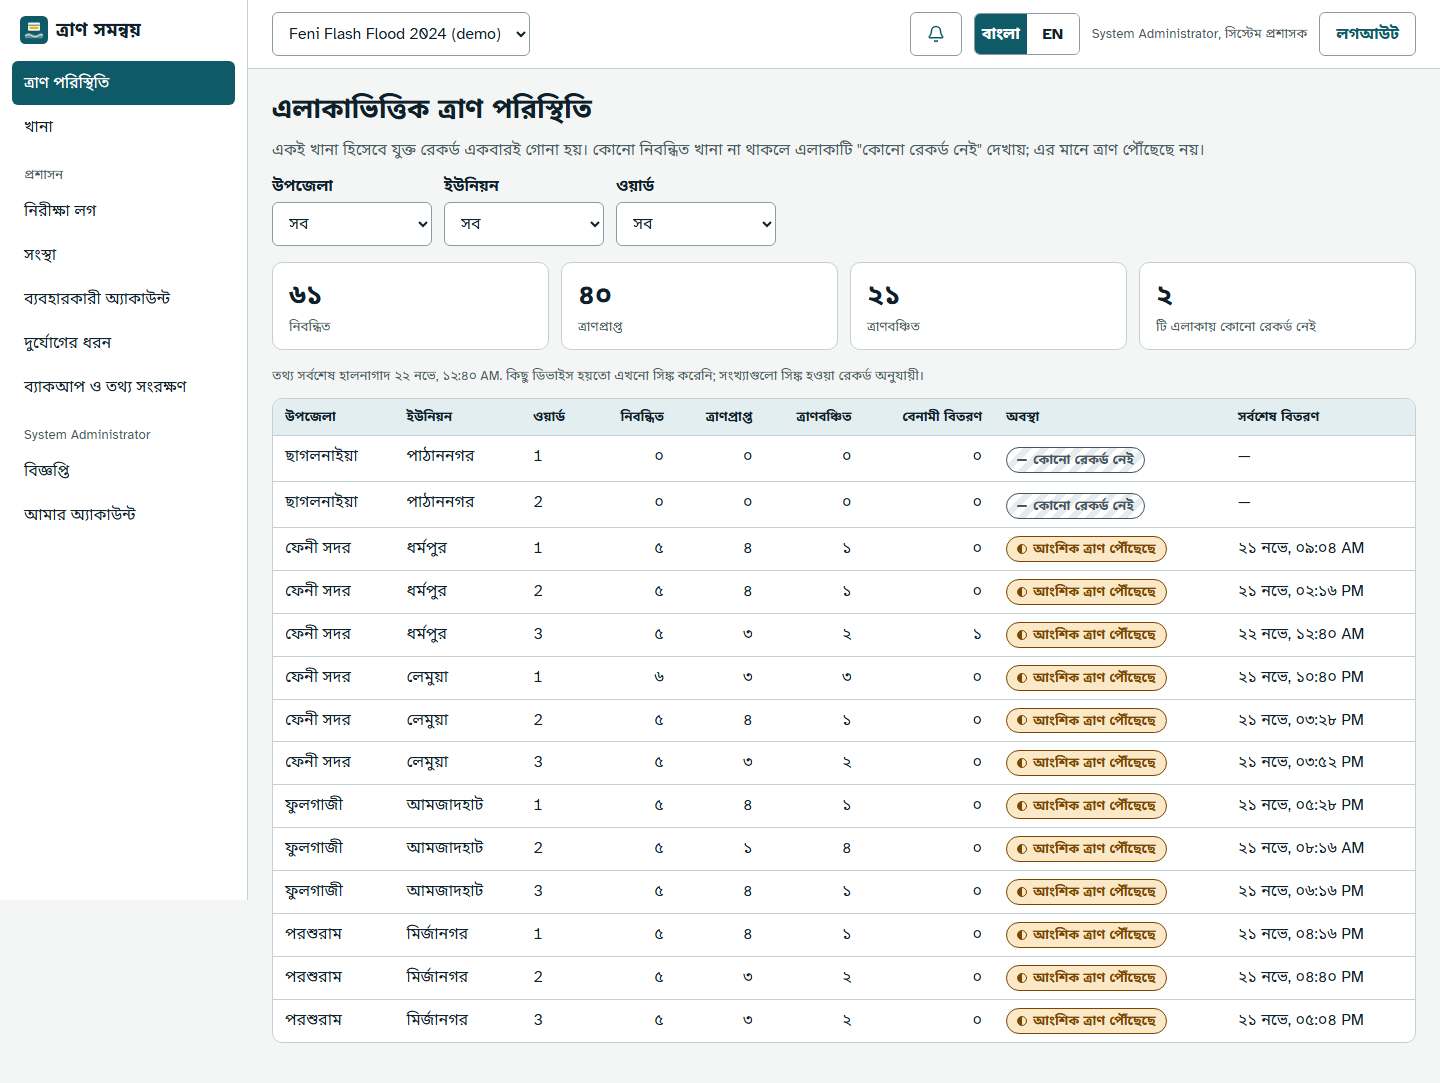 ত্রাণ সমন্বয়
ত্রাণ পরিস্থিতি
খানা
প্রশাসন
নিরীক্ষা লগ
সংস্থা
ব্যবহারকারী অ্যাকাউন্ট
দুর্যোগের ধরন
ব্যাকআপ ও তথ্য সংরক্ষণ
System Administrator
বিজ্ঞপ্তি
আমার অ্যাকাউন্ট
Feni Flash Flood 2024 (demo)
বাংলা EN System Administrator, সিস্টেম প্রশাসক লগআউট
এলাকাভিত্তিক ত্রাণ পরিস্থিতি
একই খানা হিসেবে যুক্ত রেকর্ড একবারই গোনা হয়। কোনো নিবন্ধিত খানা না থাকলে এলাকাটি "কোনো রেকর্ড নেই" দেখায়; এর মানে ত্রাণ পৌঁছেছে নয়।
উপজেলা ইউনিয়ন ওয়ার্ড
সব সব সব
৬১ ৪০ ২১ ২
নিবন্ধিত ত্রাণপ্রাপ্ত ত্রাণবঞ্চিত টি এলাকায় কোনো রেকর্ড নেই
তথ্য সর্বশেষ হালনাগাদ ২২ নভে, ১২:৪০ AM. কিছু ডিভাইস হয়তো এখনো সিঙ্ক করেনি; সংখ্যাগুলো সিঙ্ক হওয়া রেকর্ড অনুযায়ী।
উপজেলা ইউনিয়ন ওয়ার্ড নিবন্ধিত ত্রাণপ্রাপ্ত ত্রাণবঞ্চিত বেনামী বিতরণ অবস্থা সর্বশেষ বিতরণ
ছাগলনাইয়া পাঠাননগর 1 ০ ০ ০ ০ — কোনো রেকর্ড নেই —
ছাগলনাইয়া পাঠাননগর 2 ০ ০ ০ ০ — কোনো রেকর্ড নেই —
ফেনী সদর ধর্মপুর 1 ৫ ৪ ১ ০ ◐ আংশিক ত্রাণ পৌঁছেছে ২১ নভে, ০৯:০৪ AM
ফেনী সদর ধর্মপুর 2 ৫ ৪ ১ ০ ◐ আংশিক ত্রাণ পৌঁছেছে ২১ নভে, ০২:১৬ PM
ফেনী সদর ধর্মপুর 3 ৫ ৩ ২ ১ ◐ আংশিক ত্রাণ পৌঁছেছে ২২ নভে, ১২:৪০ AM
ফেনী সদর লেমুয়া 1 ৬ ৩ ৩ ০ ◐ আংশিক ত্রাণ পৌঁছেছে ২১ নভে, ১০:৪০ PM
ফেনী সদর লেমুয়া 2 ৫ ৪ ১ ০ ◐ আংশিক ত্রাণ পৌঁছেছে ২১ নভে, ০৩:২৮ PM
ফেনী সদর লেমুয়া 3 ৫ ৩ ২ ০ ◐ আংশিক ত্রাণ পৌঁছেছে ২১ নভে, ০৩:৫২ PM
ফুলগাজী আমজাদহাট 1 ৫ ৪ ১ ০ ◐ আংশিক ত্রাণ পৌঁছেছে ২১ নভে, ০৫:২৮ PM
ফুলগাজী আমজাদহাট 2 ৫ ১ ৪ ০ ◐ আংশিক ত্রাণ পৌঁছেছে ২১ নভে, ০৮:১৬ AM
ফুলগাজী আমজাদহাট 3 ৫ ৪ ১ ০ ◐ আংশিক ত্রাণ পৌঁছেছে ২১ নভে, ০৬:১৬ PM
পরশুরাম মির্জানগর 1 ৫ ৪ ১ ০ ◐ আংশিক ত্রাণ পৌঁছেছে ২১ নভে, ০৪:১৬ PM
পরশুরাম মির্জানগর 2 ৫ ৩ ২ ০ ◐ আংশিক ত্রাণ পৌঁছেছে ২১ নভে, ০৪:৪০ PM
পরশুরাম মির্জানগর 3 ৫ ৩ ২ ০ ◐ আংশিক ত্রাণ পৌঁছেছে ২১ নভে, ০৫:০৪ PM